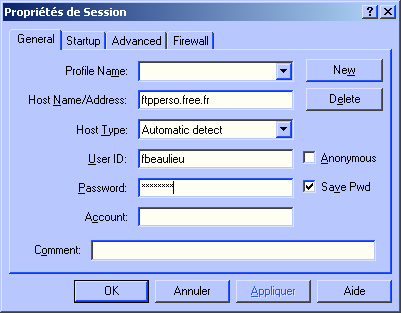 Propriétés de Session
General Startup Advanced Firewall
Profile Name: New
Host Name/Address: ftpperso.free.fr Delete
Host Type: Automatic detect
User ID: fbeaulieu Anonymous
Password: ******** Save Pwd
Account:
Comment:
OK Annuler Appliquer Aide